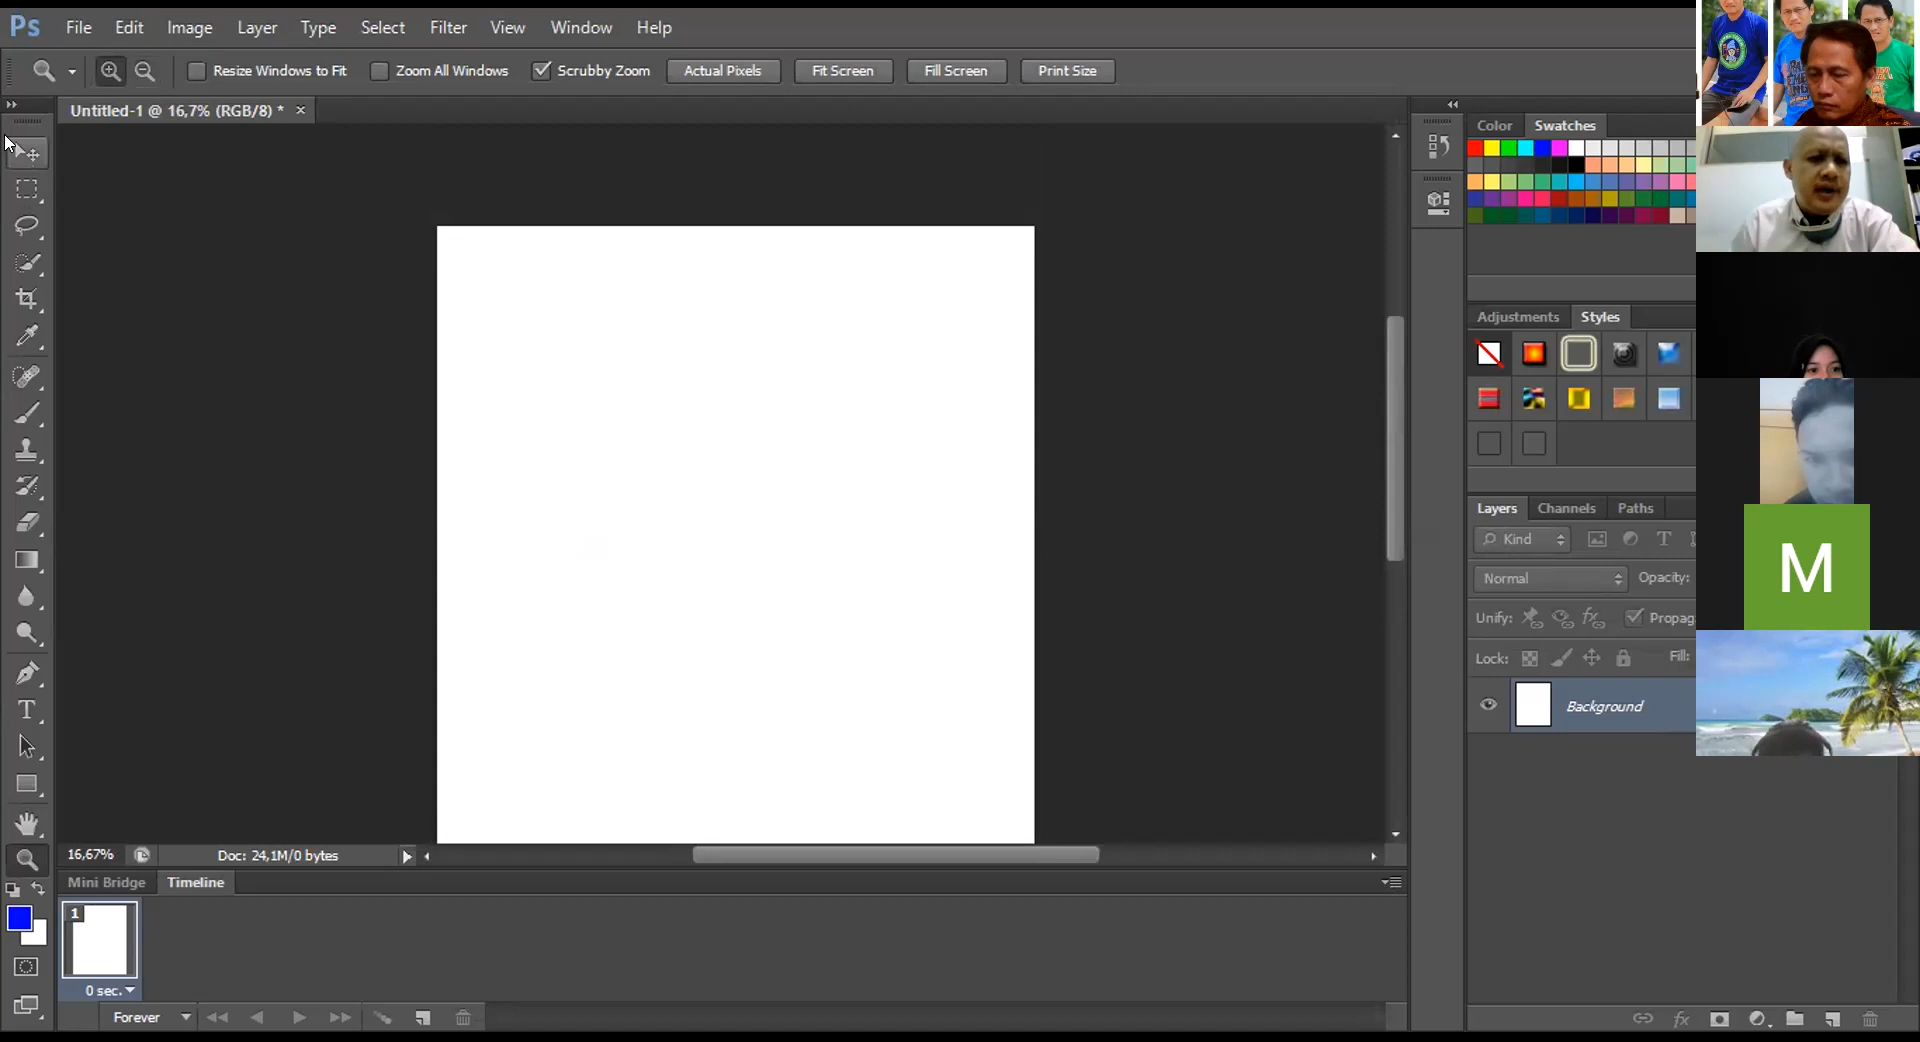 Ps File Edit Image Layer Type Select Filter View Window Help
Resize Windows to Fit Zoom All Windows Scrubby Zoom Actual Pixels Fit Screen Fill Screen Print Size
Untitled-1 @ 16,7% (RGB/8) * ×
Color Swatches
Adjustments Styles
Layers Channels Paths
Kind
Normal Opacity:
Unify: Propag
Lock: Fill:
Background
M
16,67% Doc: 24,1M/0 bytes
Mini Bridge Timeline
1
0 sec.
Forever
fx